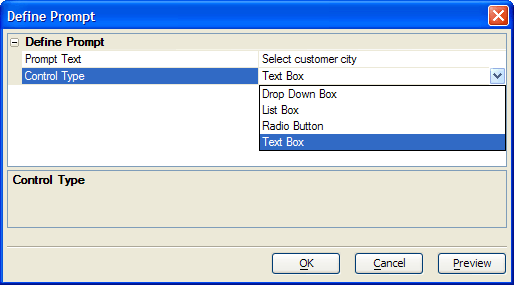 Define Prompt
Define Prompt
Prompt Text Select customer city
Control Type Text Box
Drop Down Box
List Box
Radio Button
Text Box
Control Type
OK Cancel Preview